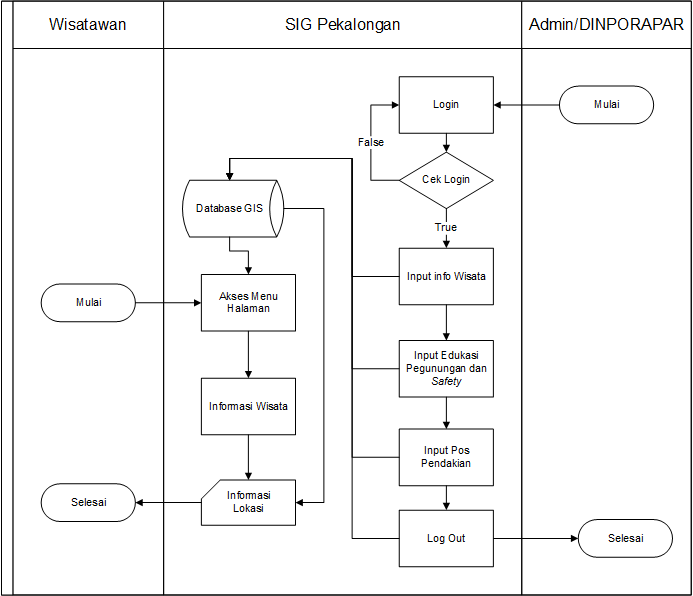 Wisatawan
SIG Pekalongan
Admin/DINPORAPAR
Login
Mulai
False
Cek Login
True
Database GIS
Input info Wisata
Mulai
Akses Menu
Halaman
Input Edukasi
Pegunungan dan
Safety
Informasi Wisata
Input Pos
Pendakian
Selesai
Informasi
Lokasi
Log Out
Selesai